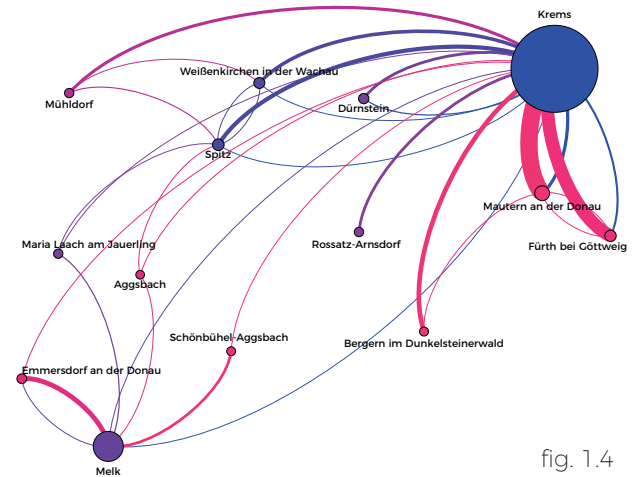 Krems
Weißenkirchen in der Wachau
Mühldorf
Dürnstein
Spitz
Mautern an der Donau
Maria Laach am Jauerling
Rossatz-Arnsdorf
Fürth bei Göttweig
Aggsbach
Schönbühel-Aggsbach
Bergern im Dunkelsteinerwald
Emmersdorf an der Donau
Melk
fig. 1.4